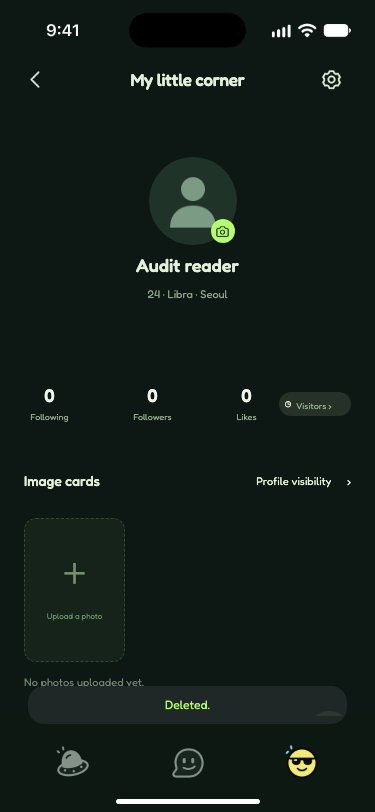 9:41
My little corner
Audit reader
24 · Libra · Seoul
0
Following
0
Followers
0
Likes
Visitors ›
Image cards
Profile visibility ›
Upload a photo
No photos uploaded yet.
Deleted.